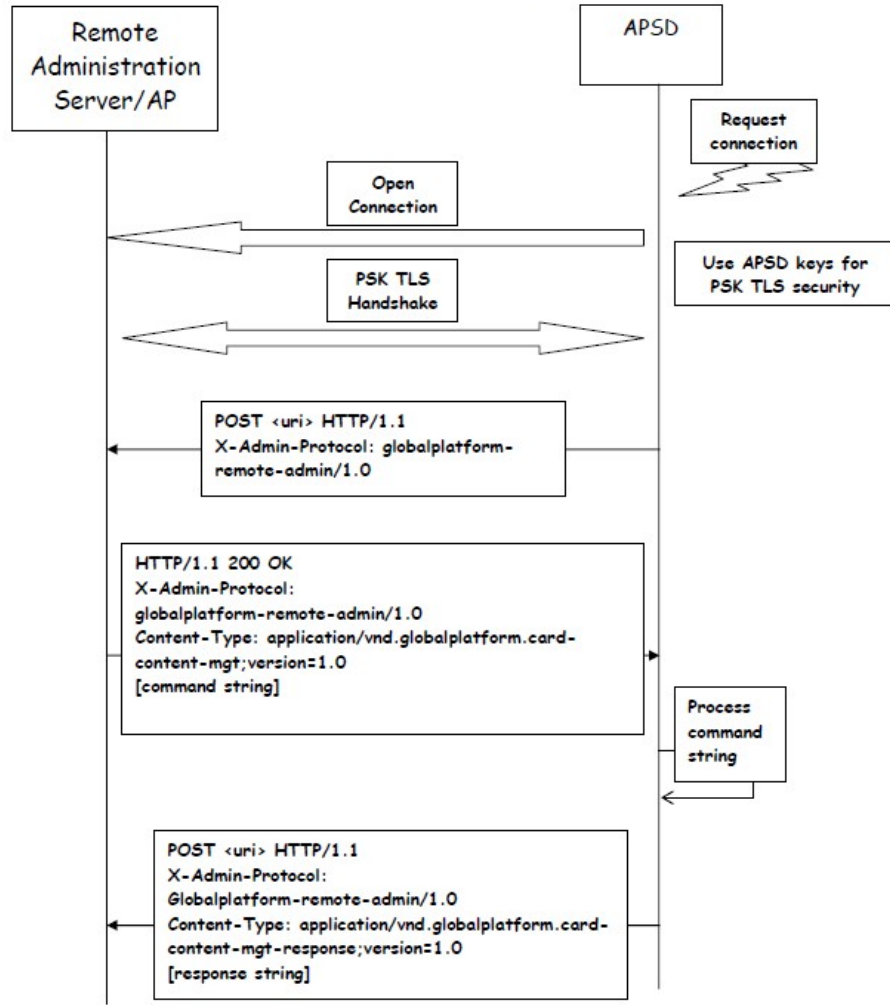 Remote
Administration
Server/AP
APSD
Request
connection
Open
Connection
Use APSD keys for
PSK TLS security
PSK TLS
Handshake
POST <uri> HTTP/1.1
X-Admin-Protocol: globalplatform-
remote-admin/1.0
HTTP/1.1 200 OK
X-Admin-Protocol:
globalplatform-remote-admin/1.0
Content-Type: application/vnd.globalplatform.card-
content-mgt;version=1.0
[command string]
Process
command
string
POST <uri> HTTP/1.1
X-Admin-Protocol:
Globalplatform-remote-admin/1.0
Content-Type: application/vnd.globalplatform.card-
content-mgt-response;version=1.0
[response string]